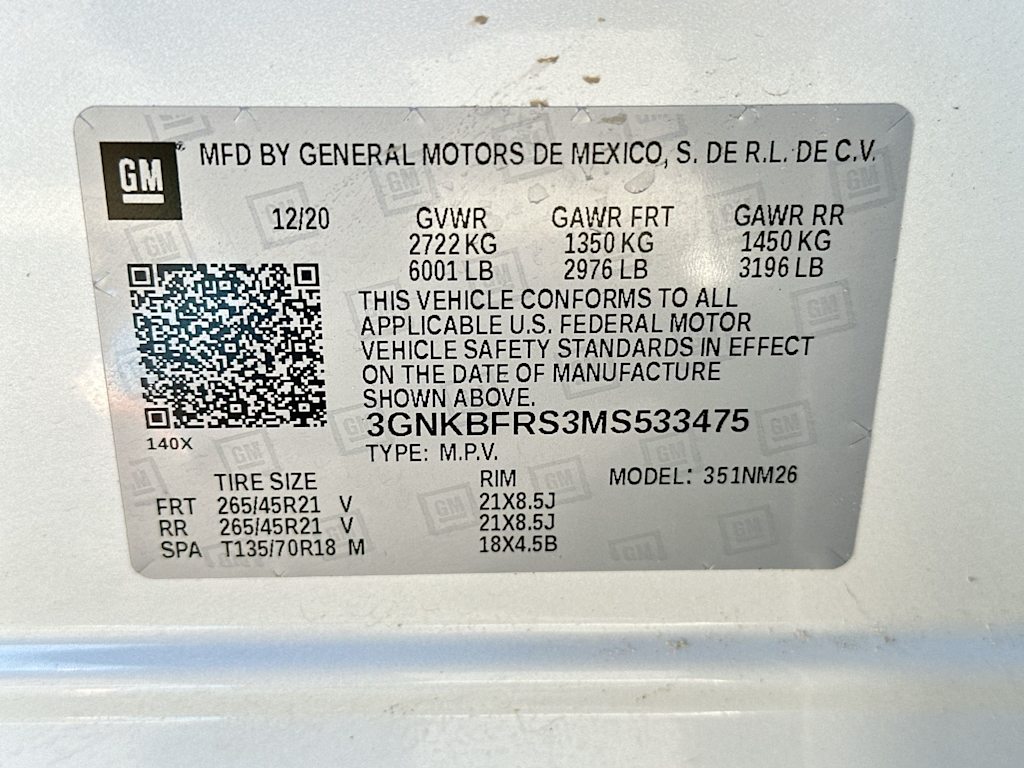 GM MFD BY GENERAL MOTORS DE MEXICO, S. DE R.L. DE C.V.
12/20 GVWR GAWR FRT GAWR RR
2722 KG 1350 KG 1450 KG
6001 LB 2976 LB 3196 LB
THIS VEHICLE CONFORMS TO ALL
APPLICABLE U.S. FEDERAL MOTOR
VEHICLE SAFETY STANDARDS IN EFFECT
ON THE DATE OF MANUFACTURE
SHOWN ABOVE.
3GNKBFRS3MS533475
140X
TYPE: M.P.V.
TIRE SIZE RIM MODEL: 351NM26
FRT 265/45R21 V 21X8.5J
RR 265/45R21 V 21X8.5J
SPA T135/70R18 M 18X4.5B